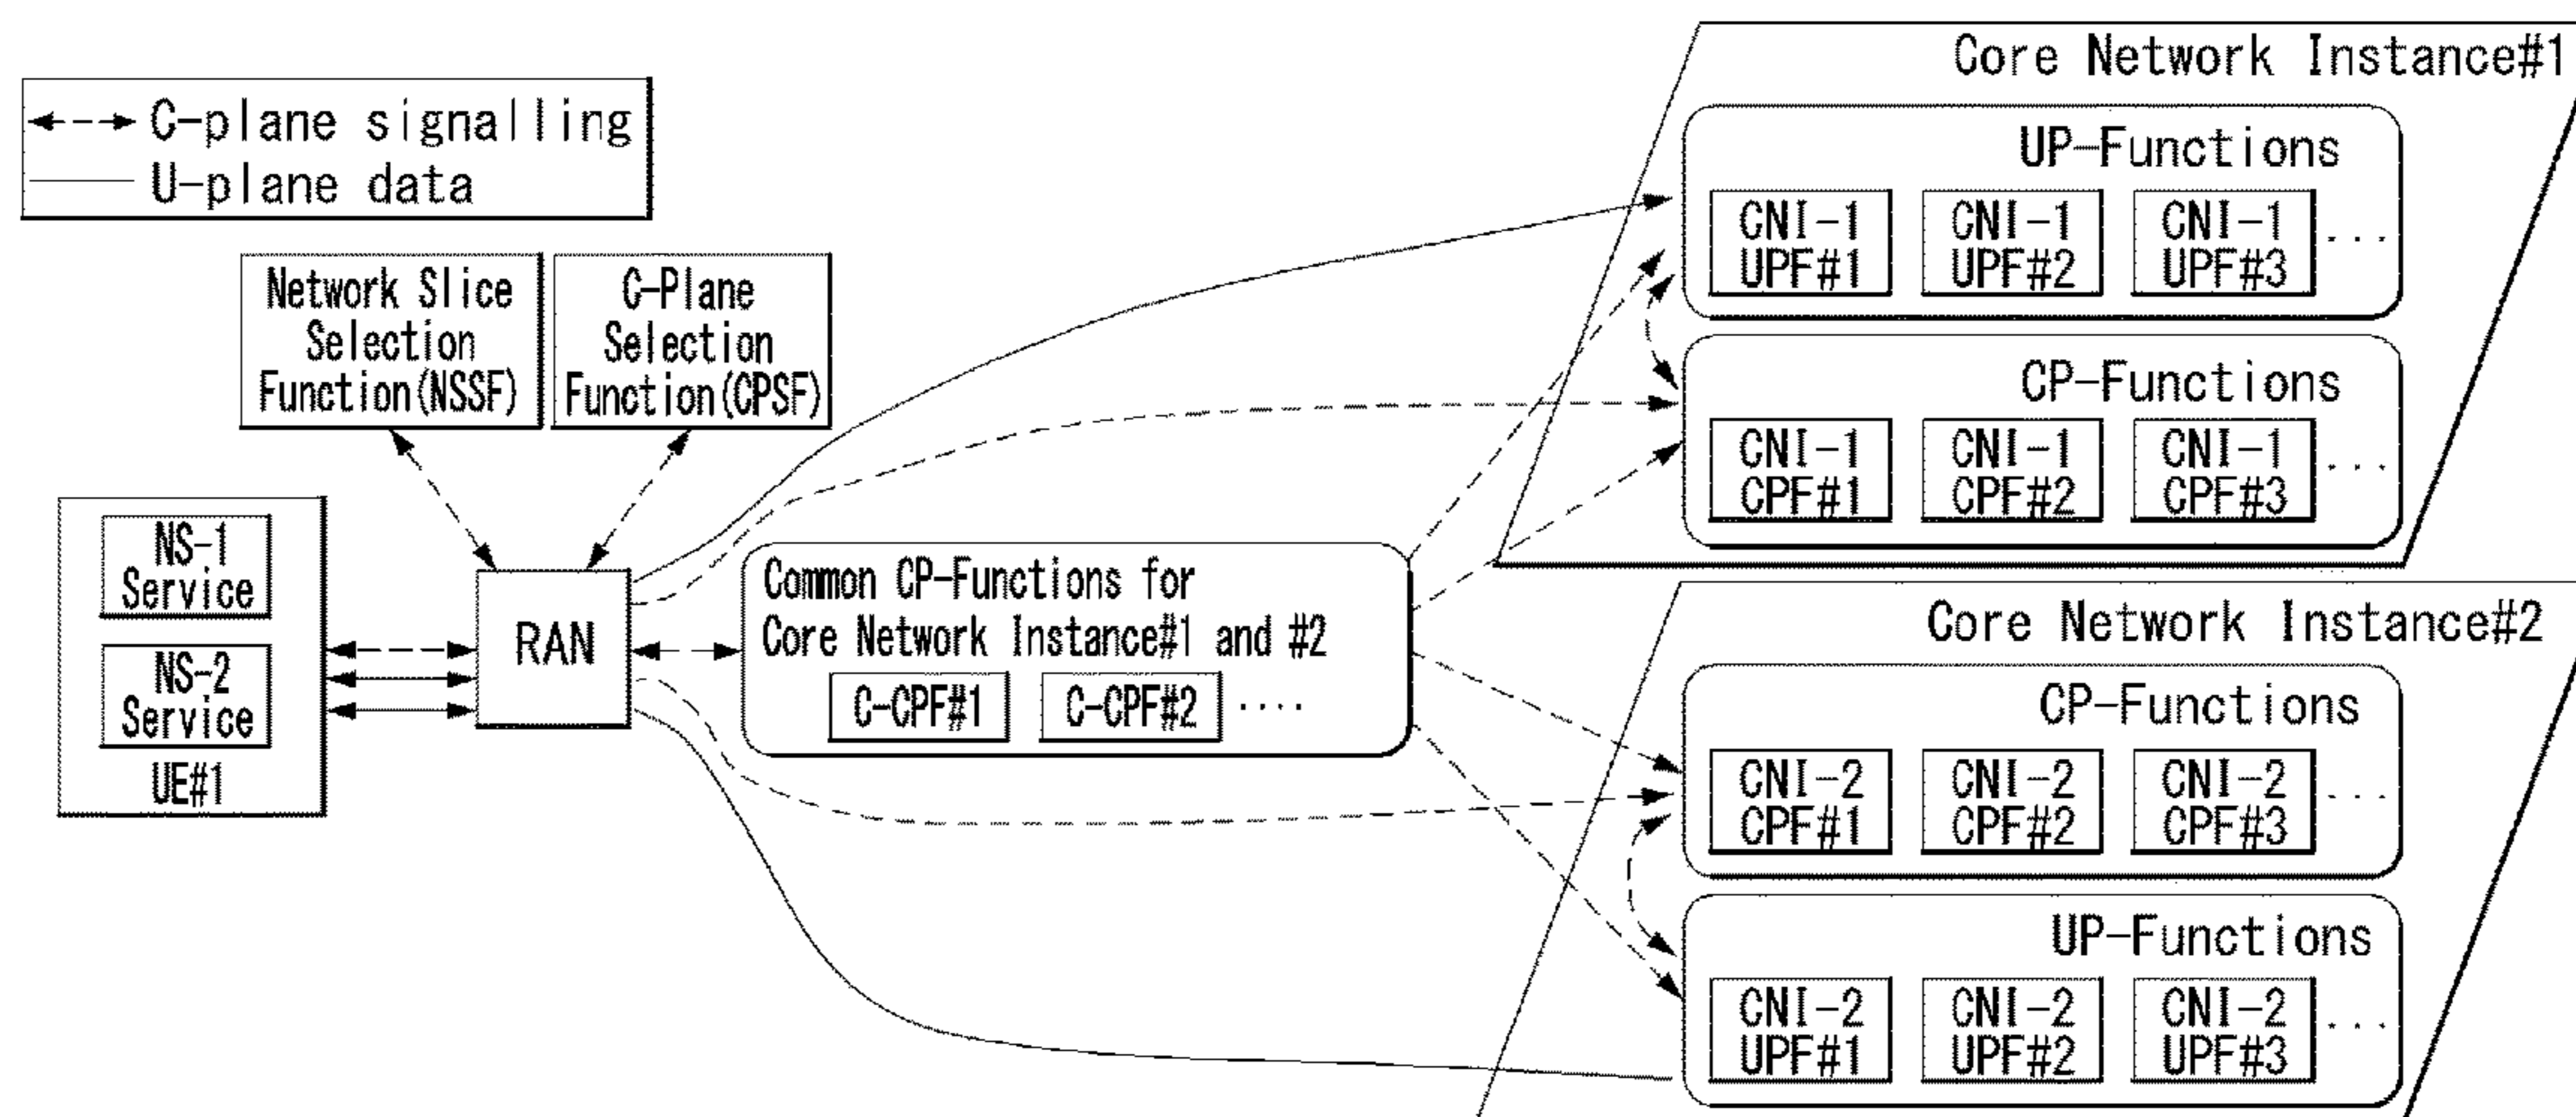 C-plane signalling
U-plane data
Network Slice
Selection
Function(NSSF)
C-Plane
Selection
Function(CPSF)
NS-1
Service
NS-2
Service
UE#1
RAN
Common CP-Functions for
Core Network Instance#1 and #2
C-CPF#1
C-CPF#2
....
Core Network Instance#1
UP-Functions
CNI-1
UPF#1
CNI-1
UPF#2
CNI-1
UPF#3
...
CP-Functions
CNI-1
CPF#1
CNI-1
CPF#2
CNI-1
CPF#3
...
Core Network Instance#2
CP-Functions
CNI-2
CPF#1
CNI-2
CPF#2
CNI-2
CPF#3
...
UP-Functions
CNI-2
UPF#1
CNI-2
UPF#2
CNI-2
UPF#3
...